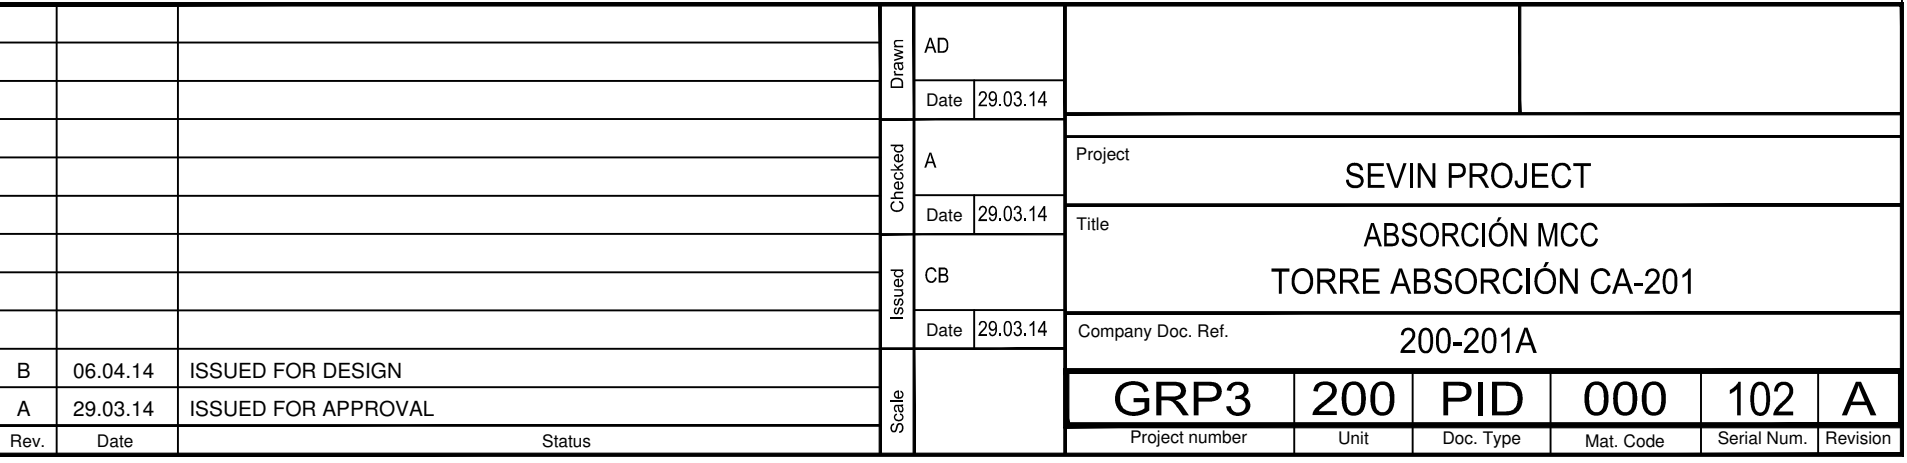 B 06.04.14 ISSUED FOR DESIGN
A 29.03.14 ISSUED FOR APPROVAL
Rev. Date Status
Drawn
AD
Date 29.03.14
Checked
A
Date 29.03.14
Issued
CB
Date 29.03.14
Scale
Project
SEVIN PROJECT
Title
ABSORCIÓN MCC
TORRE ABSORCIÓN CA-201
Company Doc. Ref.
200-201A
GRP3 200 PID 000 102 A
Project number Unit Doc. Type Mat. Code Serial Num. Revision